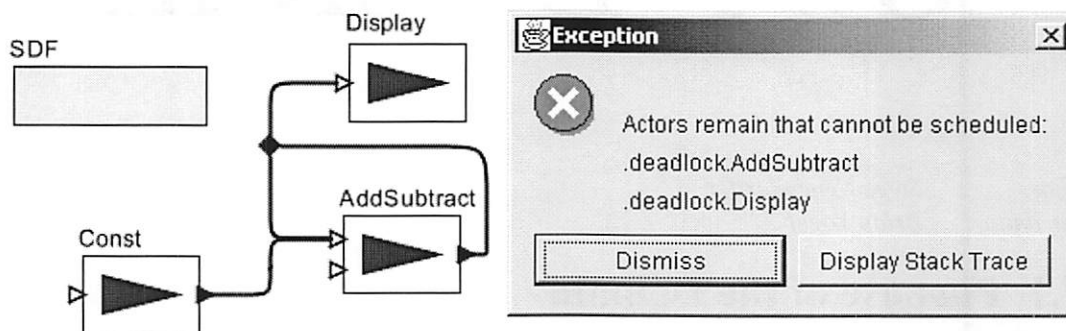 SDF
Display
AddSubtract
Const
Exception
Actors remain that cannot be scheduled:
.deadlock.AddSubtract
.deadlock.Display
Dismiss
Display Stack Trace